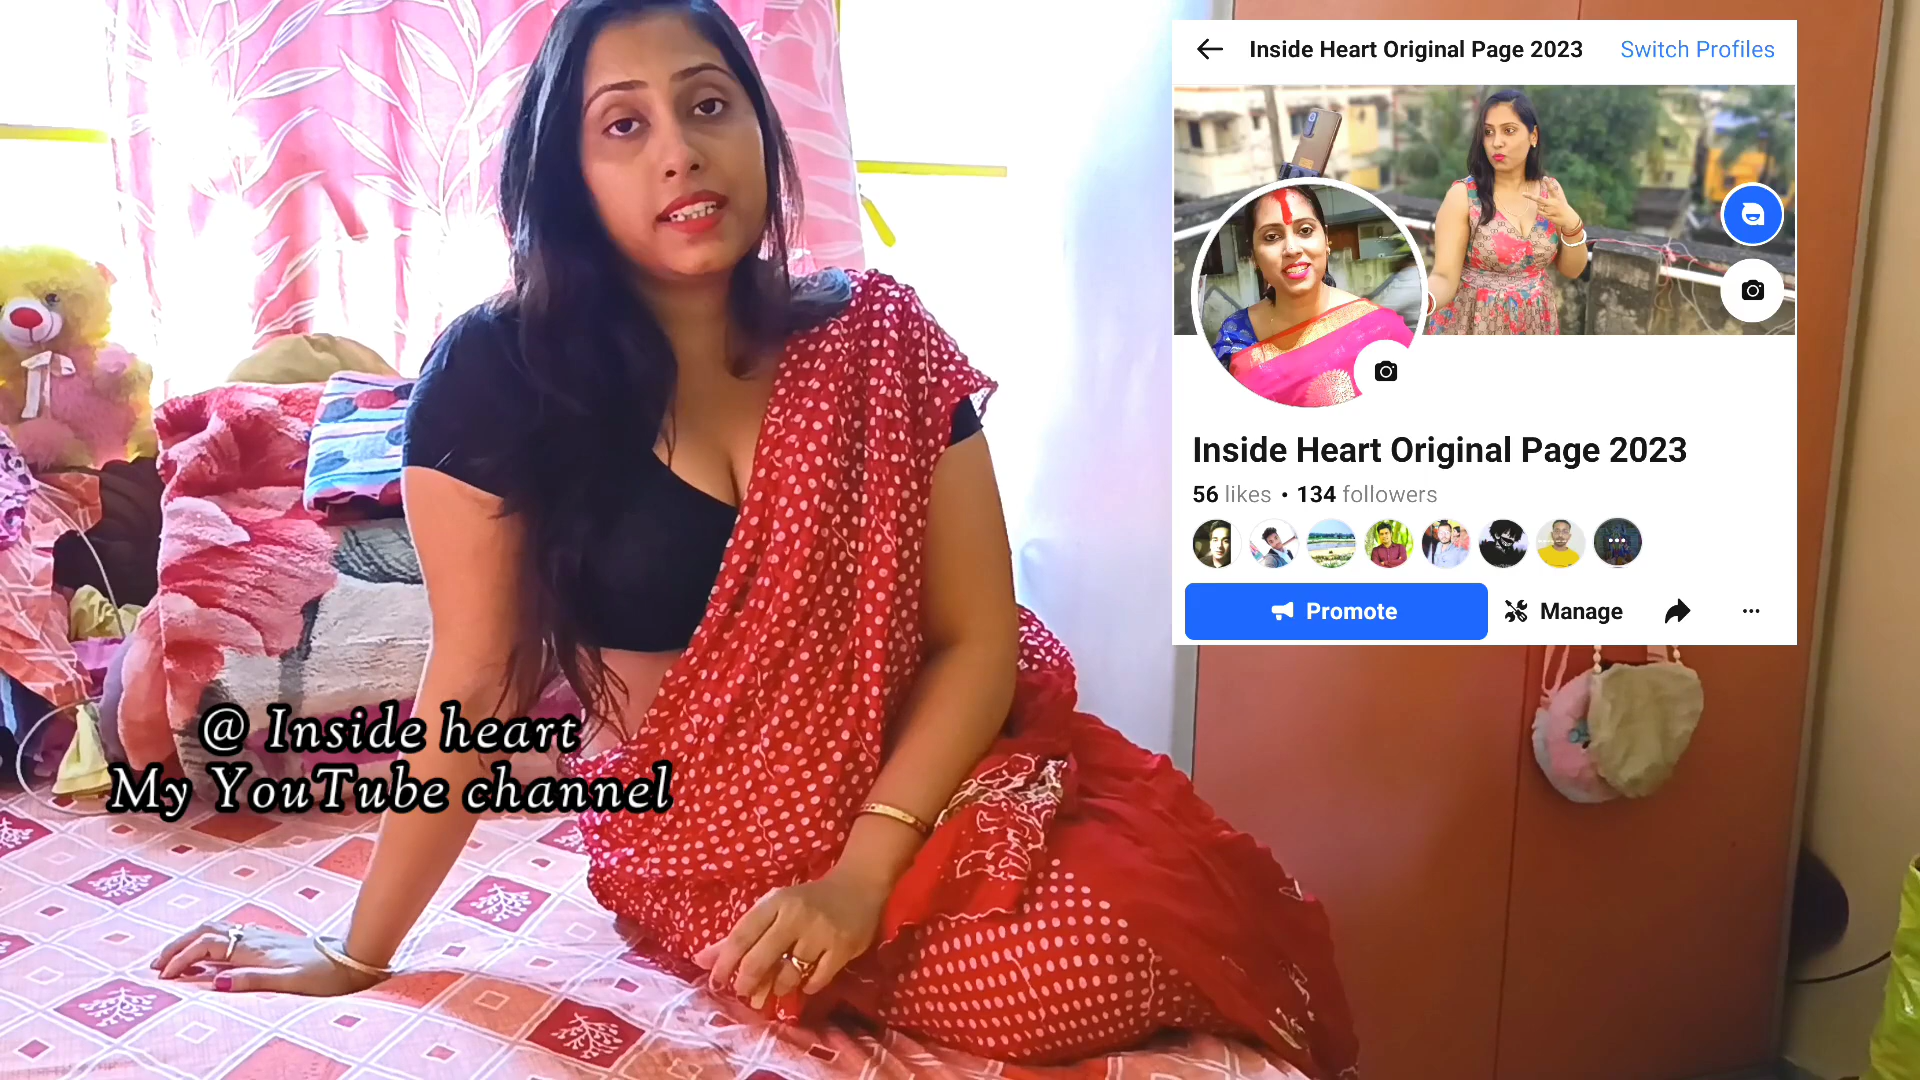 Inside Heart Original Page 2023 Switch Profiles
Inside Heart Original Page 2023
56 likes • 134 followers
Promote Manage
@ Inside heart
My YouTube channel